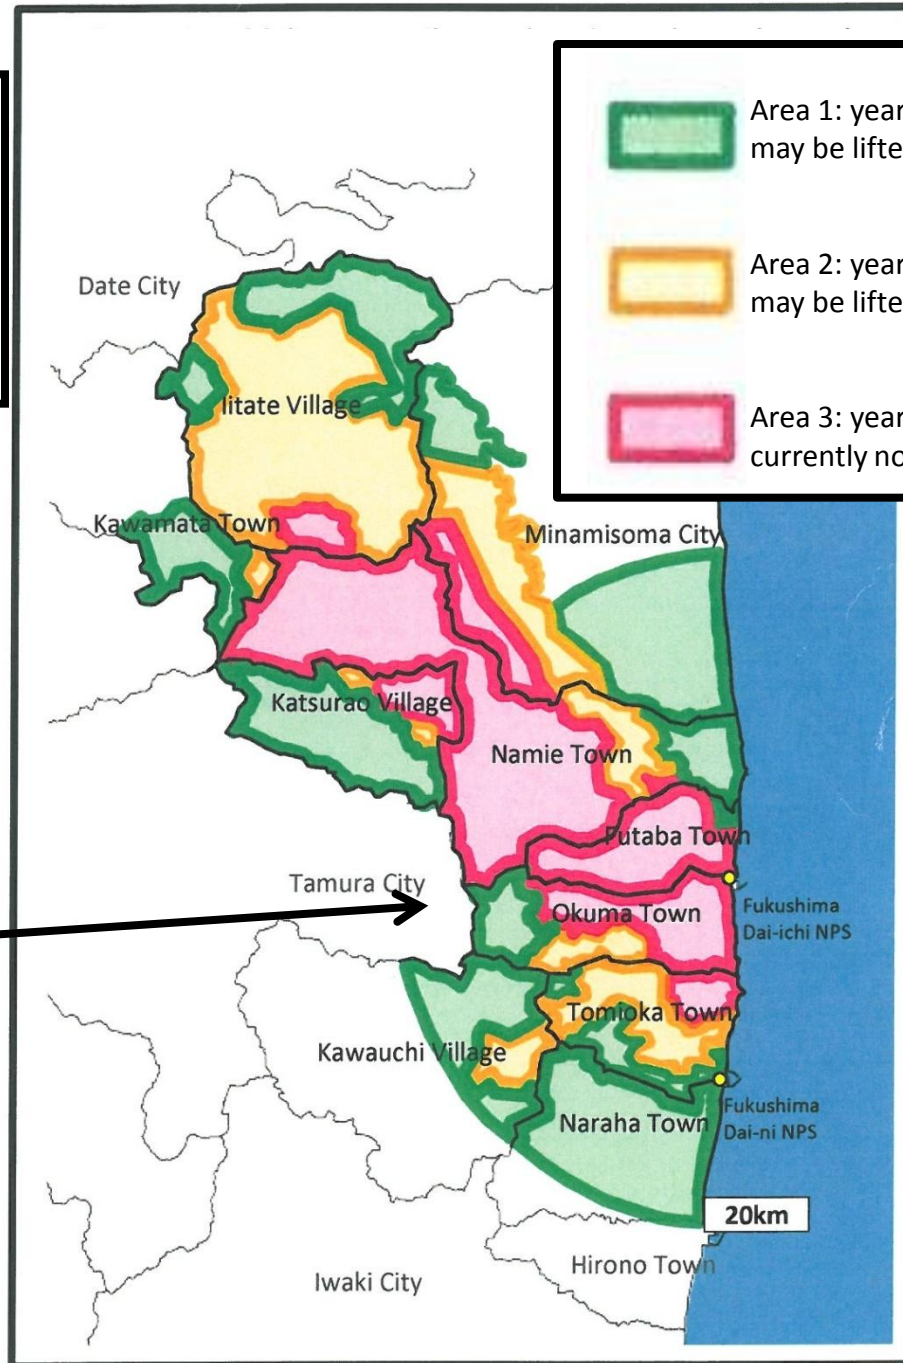 Area 1: year
may be lifte
Area 2: year
may be lifte
Area 3: year
currently no
Date City
Iitate Village
Kawamata Town
Minamisoma City
Katsurao Village
Namie Town
Futaba Town
Tamura City
Okuma Town
Fukushima
Dai-ichi NPS
Tomioka Town
Kawauchi Village
Naraha Town
Fukushima
Dai-ni NPS
20km
Hirono Town
Iwaki City